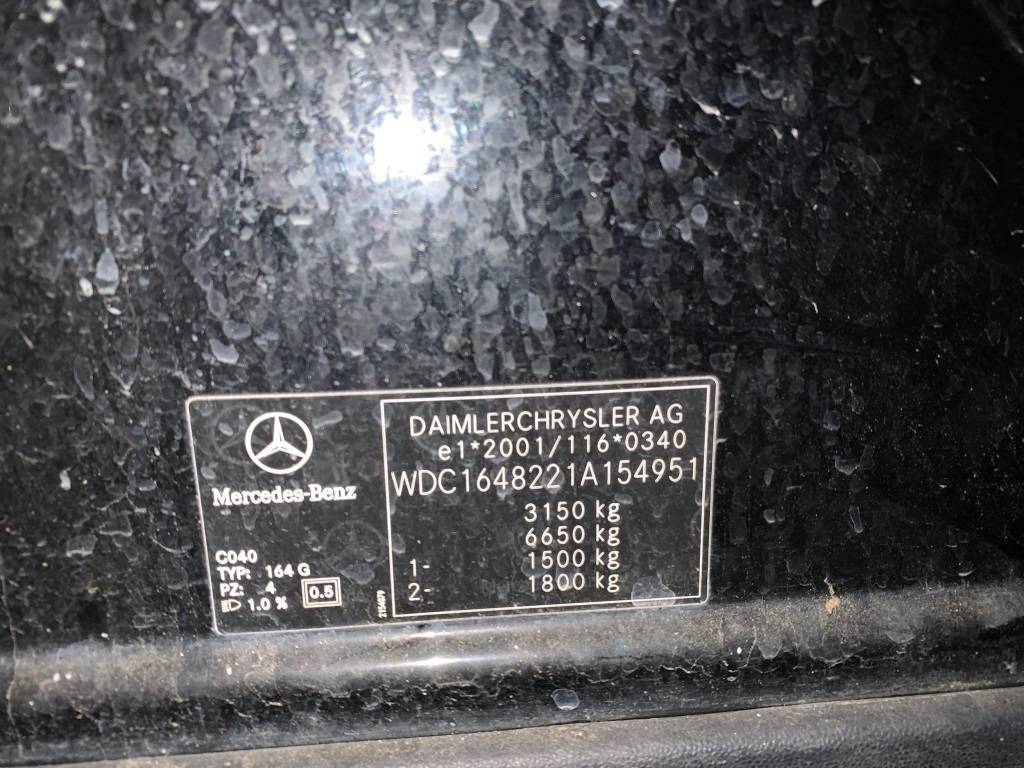 Mercedes-Benz
C040
TYP: 164 G
PZ: 4
1.0 %
0.5
2154079
DAIMLERCHRYSLER AG
e1*2001/116*0340
WDC1648221A154951
3150 kg
6650 kg
1- 1500 kg
2- 1800 kg